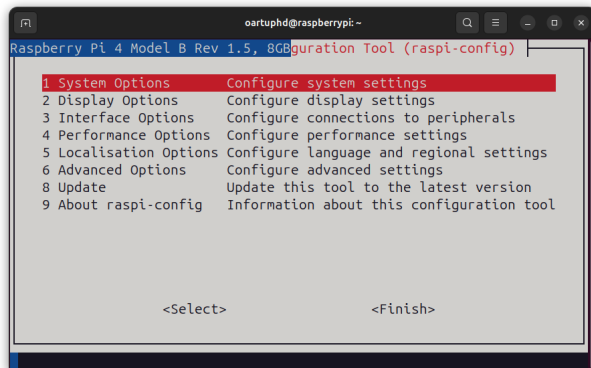 oartuphd@raspberrypi: ~
Raspberry Pi 4 Model B Rev 1.5, 8GBguration Tool (raspi-config)
1 System Options Configure system settings
2 Display Options Configure display settings
3 Interface Options Configure connections to peripherals
4 Performance Options Configure performance settings
5 Localisation Options Configure language and regional settings
6 Advanced Options Configure advanced settings
8 Update Update this tool to the latest version
9 About raspi-config Information about this configuration tool
<Select> <Finish>